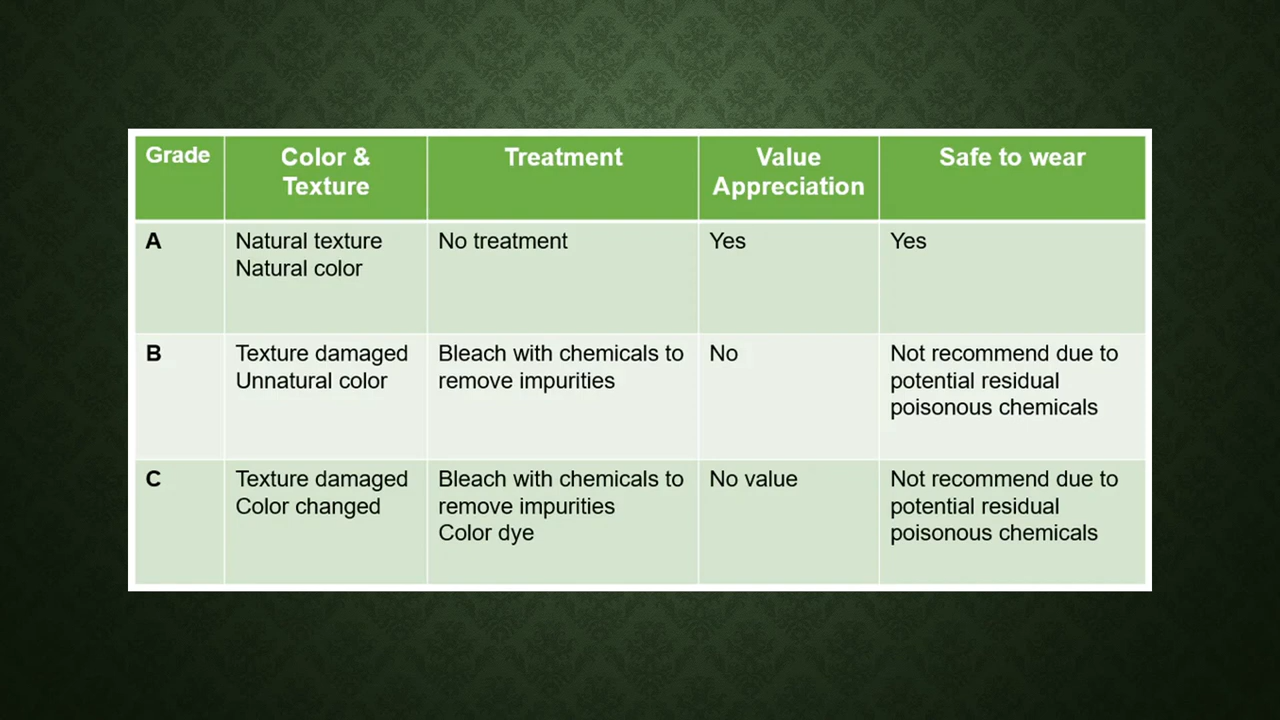 Grade
Color &
Texture
Treatment
Value
Appreciation
Safe to wear
A
Natural texture
Natural color
No treatment
Yes
Yes
B
Texture damaged
Unnatural color
Bleach with chemicals to
remove impurities
No
Not recommend due to
potential residual
poisonous chemicals
C
Texture damaged
Color changed
Bleach with chemicals to
remove impurities
Color dye
No value
Not recommend due to
potential residual
poisonous chemicals